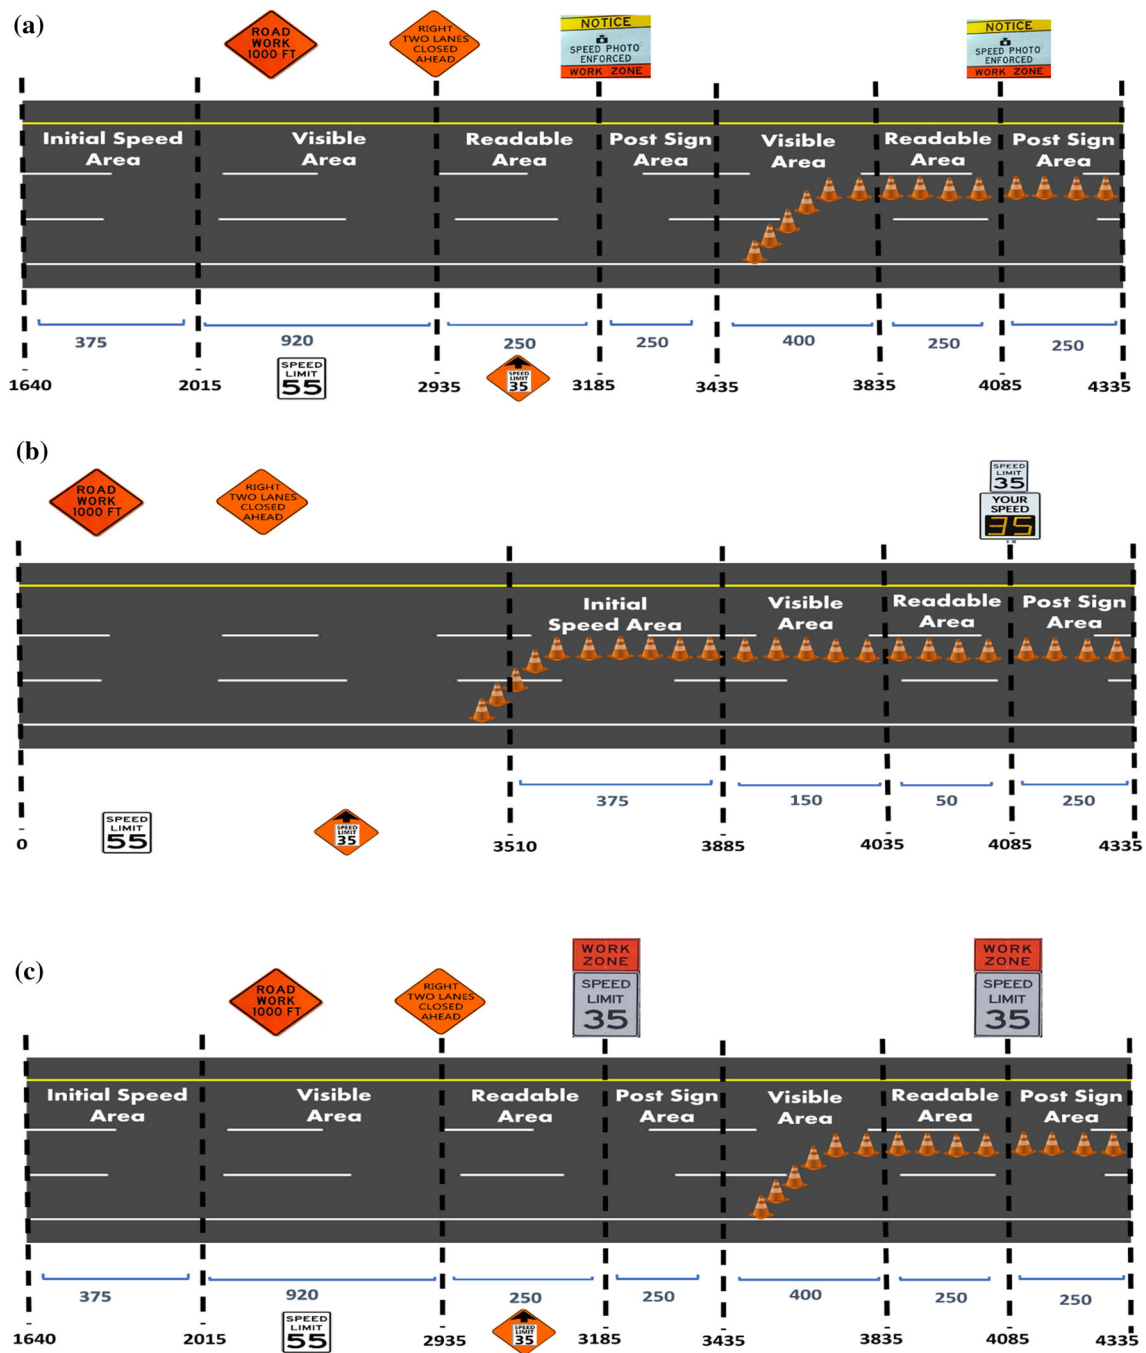 (a)
ROAD
WORK
1000 FT
RIGHT
TWO LANES
CLOSED
AHEAD
NOTICE
SPEED PHOTO
ENFORCED
WORK ZONE
NOTICE
SPEED PHOTO
ENFORCED
WORK ZONE
Initial Speed
Area
Visible
Area
Readable
Area
Post Sign
Area
Visible
Area
Readable
Area
Post Sign
Area
375
920
250
250
400
250
250
SPEED
LIMIT
55
SPEED
LIMIT
35
1640
2015
2935
3185
3435
3835
4085
4335
(b)
ROAD
WORK
1000 FT
RIGHT
TWO LANES
CLOSED
AHEAD
SPEED
LIMIT
35
YOUR
SPEED
35
Initial
Speed Area
Visible
Area
Readable
Area
Post Sign
Area
375
150
50
250
SPEED
LIMIT
55
SPEED
LIMIT
35
0
3510
3885
4035
4085
4335
(c)
ROAD
WORK
1000 FT
RIGHT
TWO LANES
CLOSED
AHEAD
WORK
ZONE
SPEED
LIMIT
35
WORK
ZONE
SPEED
LIMIT
35
Initial Speed
Area
Visible
Area
Readable
Area
Post Sign
Area
Visible
Area
Readable
Area
Post Sign
Area
375
920
250
250
400
250
250
SPEED
LIMIT
55
SPEED
LIMIT
35
1640
2015
2935
3185
3435
3835
4085
4335